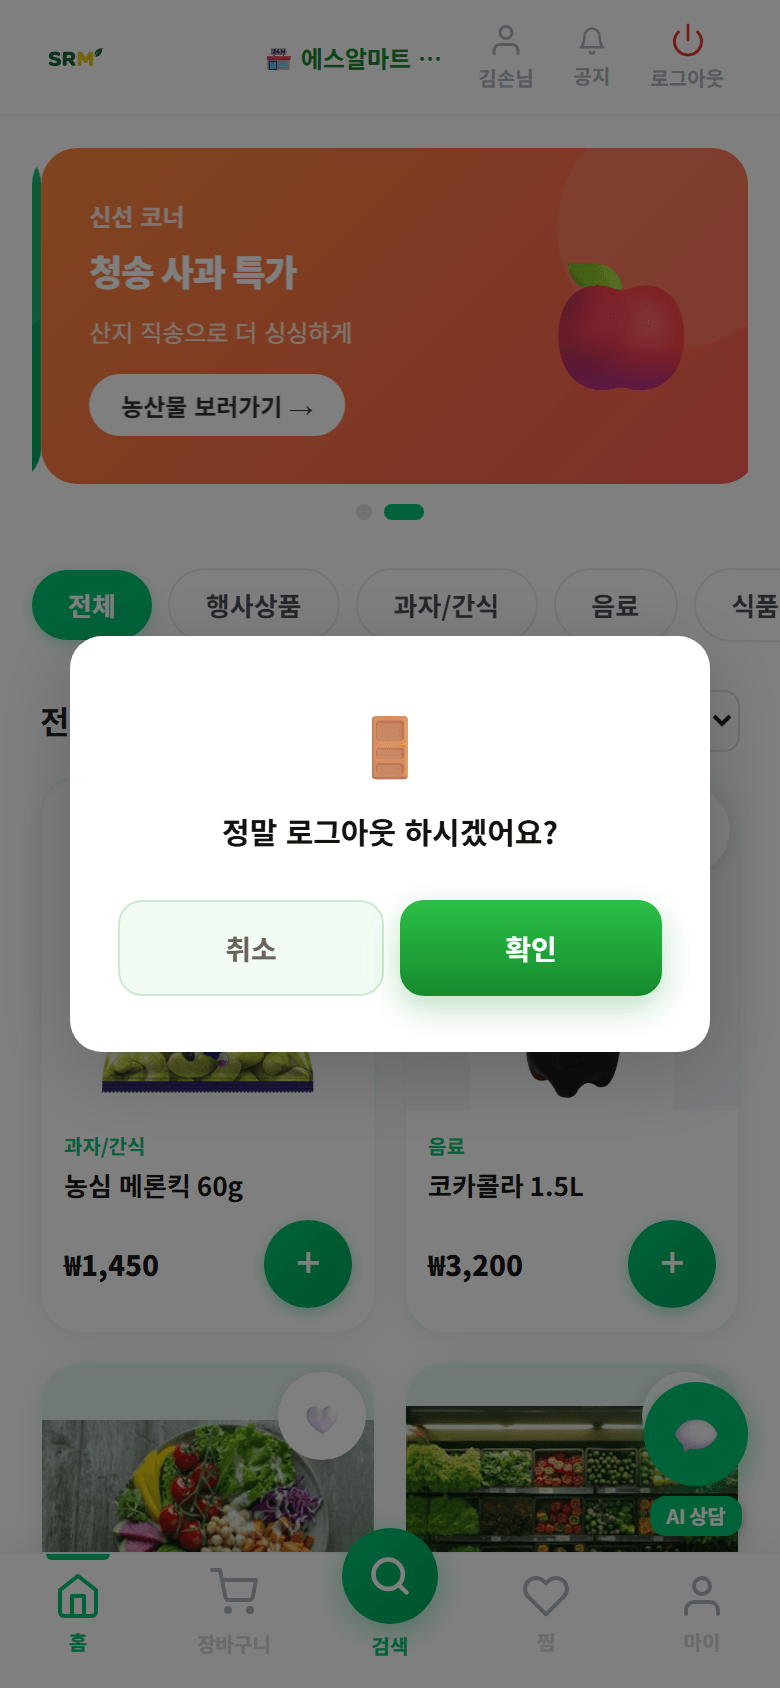 SRM
에스알마트 ···
김손님
공지
로그아웃
신선 코너
청송 사과 특가
산지 직송으로 더 싱싱하게
농산물 보러가기 →
전체
행사상품
과자/간식
음료
식품
전
정말 로그아웃 하시겠어요?
취소
확인
과자/간식
농심 메론킥 60g
₩1,450
+
음료
코카콜라 1.5L
₩3,200
+
AI 상담
홈
장바구니
검색
찜
마이